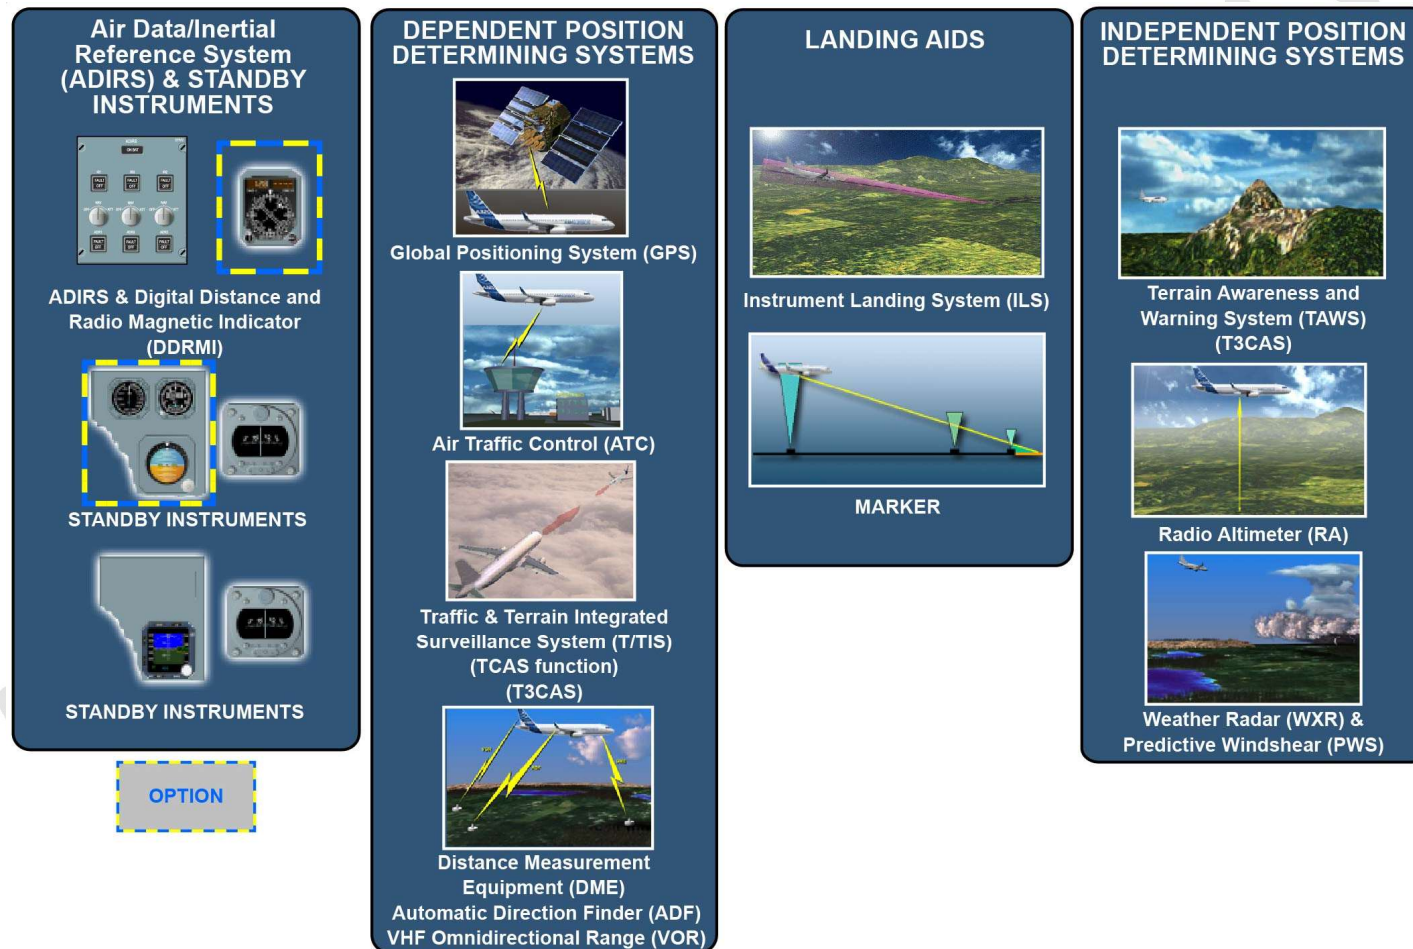 Air Data/Inertial
Reference System
(ADIRS) & STANDBY
INSTRUMENTS
ADIRS & Digital Distance and
Radio Magnetic Indicator
(DDRMI)
STANDBY INSTRUMENTS
STANDBY INSTRUMENTS
OPTION
DEPENDENT POSITION
DETERMINING SYSTEMS
Global Positioning System (GPS)
Air Traffic Control (ATC)
Traffic & Terrain Integrated
Surveillance System (T/TIS)
(TCAS function)
(T3CAS)
Distance Measurement
Equipment (DME)
Automatic Direction Finder (ADF)
VHF Omnidirectional Range (VOR)
LANDING AIDS
Instrument Landing System (ILS)
MARKER
INDEPENDENT POSITION
DETERMINING SYSTEMS
Terrain Awareness and
Warning System (TAWS)
(T3CAS)
Radio Altimeter (RA)
Weather Radar (WXR) &
Predictive Windshear (PWS)